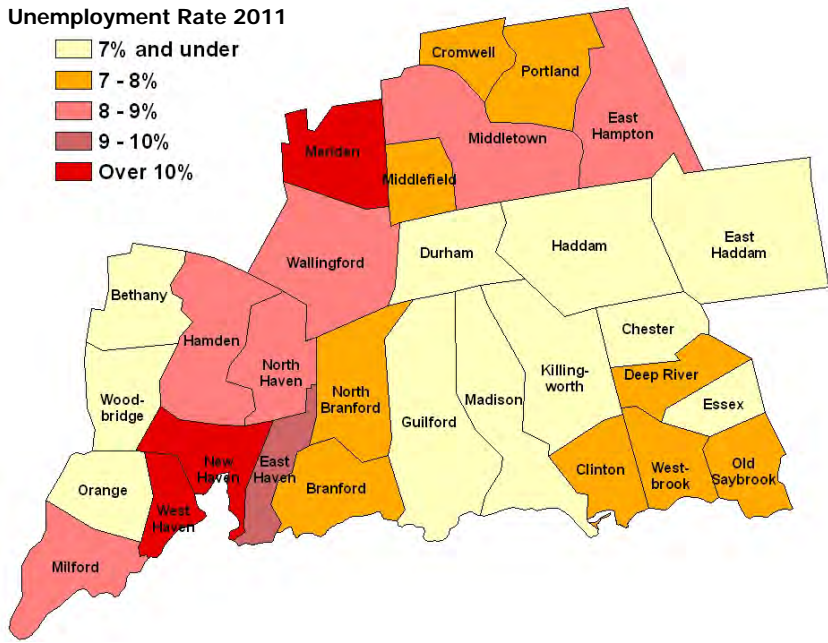 Unemployment Rate 2011
7% and under
7 - 8%
8 - 9%
9 - 10%
Over 10%
Cromwell
Portland
East
Hampton
Middletown
Meriden
Middlefield
Wallingford
Durham
Haddam
East
Haddam
Bethany
Hamden
North
Haven
Chester
Killing-
worth
Deep River
Wood-
bridge
North
Branford
Guilford
Madison
Essex
New
Haven
East
Haven
Clinton
West-
brook
Old
Saybrook
Orange
West
Haven
Branford
Milford